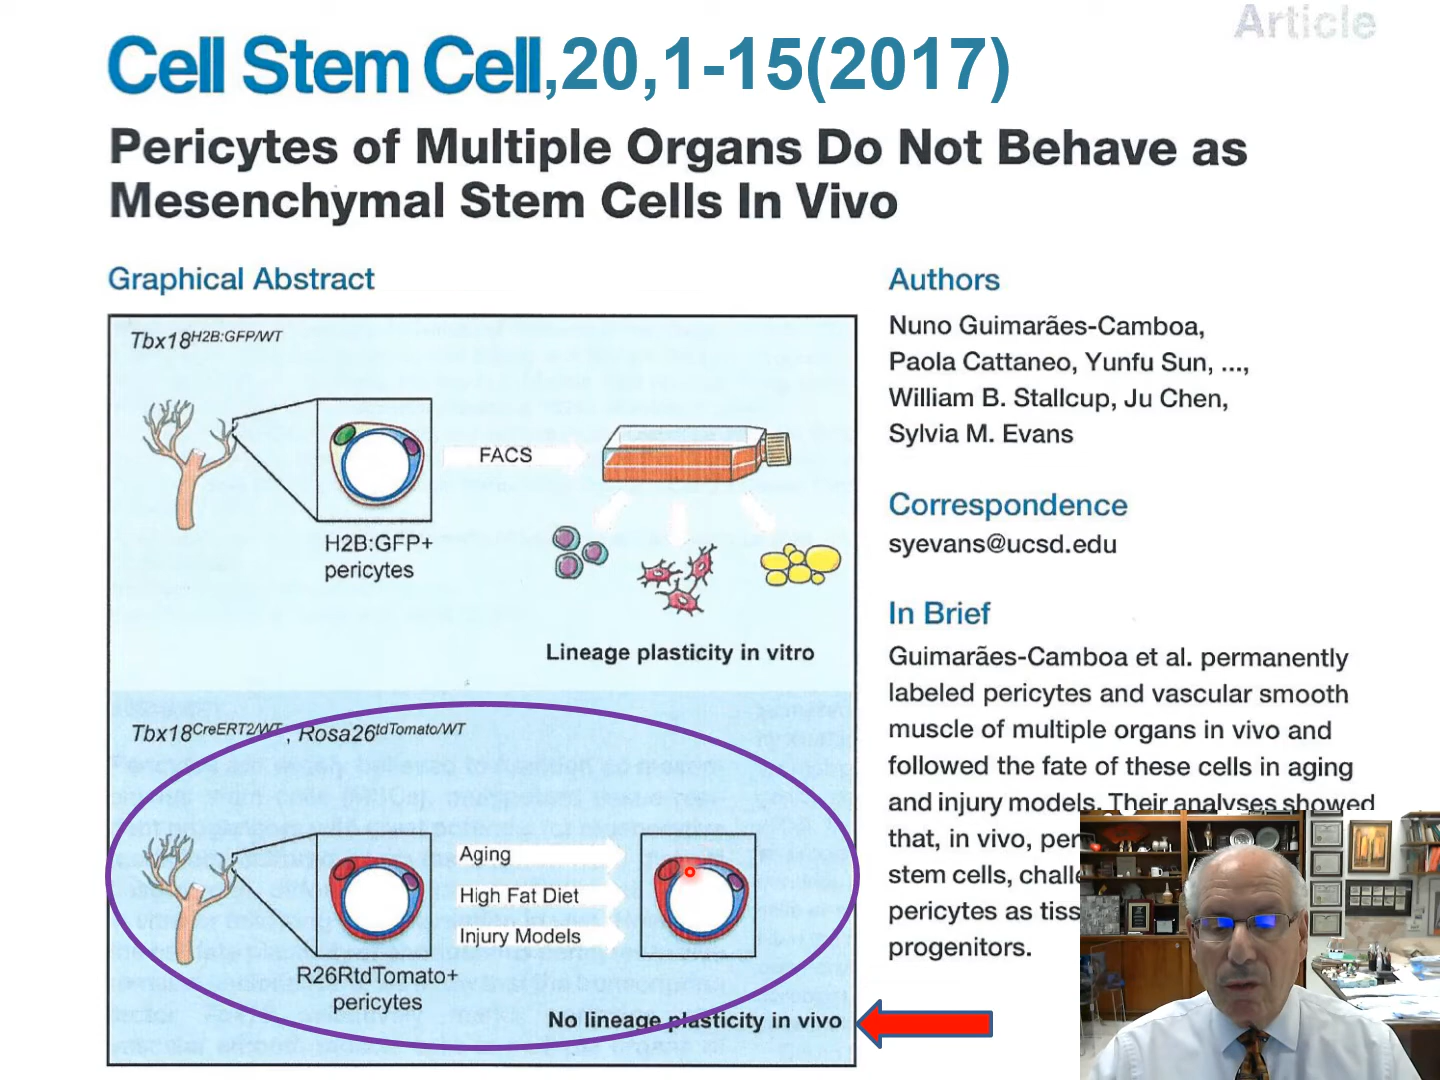 Article
Cell Stem Cell,20,1-15(2017)
Pericytes of Multiple Organs Do Not Behave as
Mesenchymal Stem Cells In Vivo
Graphical Abstract
Tbx18H2B:GFP/WT
FACS
H2B:GFP+
pericytes
Lineage plasticity in vitro
Tbx18CreERT2/WT, Rosa26tdTomato/WT
Aging
High Fat Diet
Injury Models
R26RtdTomato+
pericytes
No lineage plasticity in vivo
Authors
Nuno Guimarães-Camboa,
Paola Cattaneo, Yunfu Sun, ...,
William B. Stallcup, Ju Chen,
Sylvia M. Evans
Correspondence
syevans@ucsd.edu
In Brief
Guimarães-Camboa et al. permanently
labeled pericytes and vascular smooth
muscle of multiple organs in vivo and
followed the fate of these cells in aging
and injury models. Their analyses showed
that, in vivo, per
stem cells, challe
pericytes as tiss
progenitors.